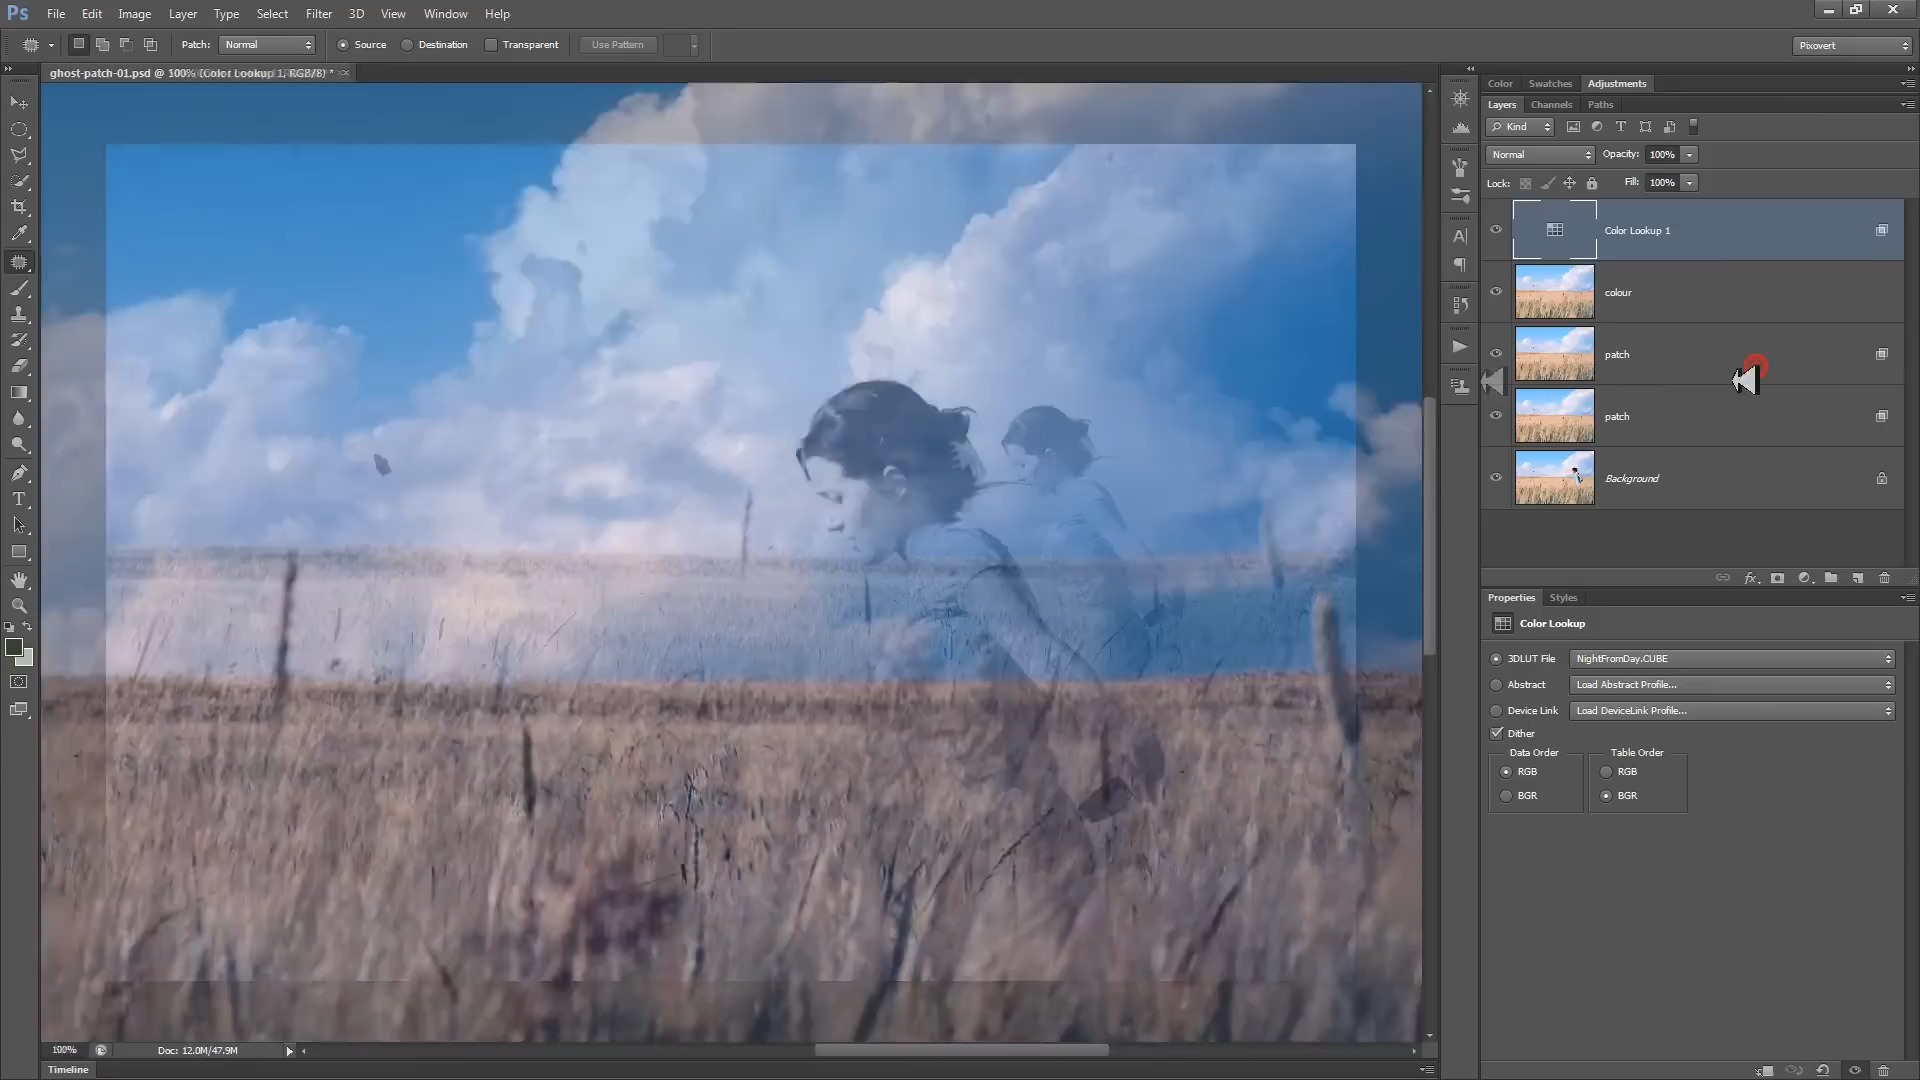 Ps File Edit Image Layer Type Select Filter 3D View Window Help
Patch: Normal Source Destination Transparent Use Pattern Pixovert
ghost-patch-01.psd @ 100% (Color Lookup 1, RGB/8) * ×
Color Swatches Adjustments
Layers Channels Paths
Kind
Normal Opacity: 100%
Lock: Fill: 100%
Color Lookup 1
colour
patch
patch
Background
Properties Styles
Color Lookup
3DLUT File NightFromDay.CUBE
Abstract Load Abstract Profile...
Device Link Load DeviceLink Profile...
Dither
Data Order Table Order
RGB RGB
BGR BGR
100% Doc: 12.0M/47.9M
Timeline